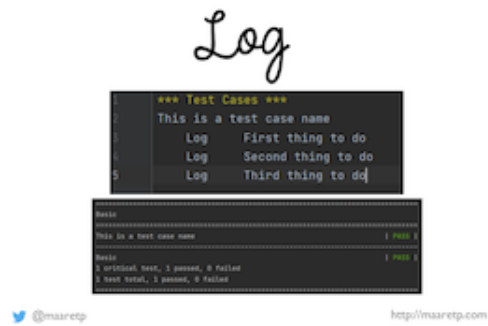 Log
1 *** Test Cases ***
2 This is a test case name
3 Log First thing to do
4 Log Second thing to do
5 Log Third thing to do
Basic
This is a test case name | PASS |
Basic | PASS |
1 critical test, 1 passed, 0 failed
1 test total, 1 passed, 0 failed
@maaretp http://maaretp.com